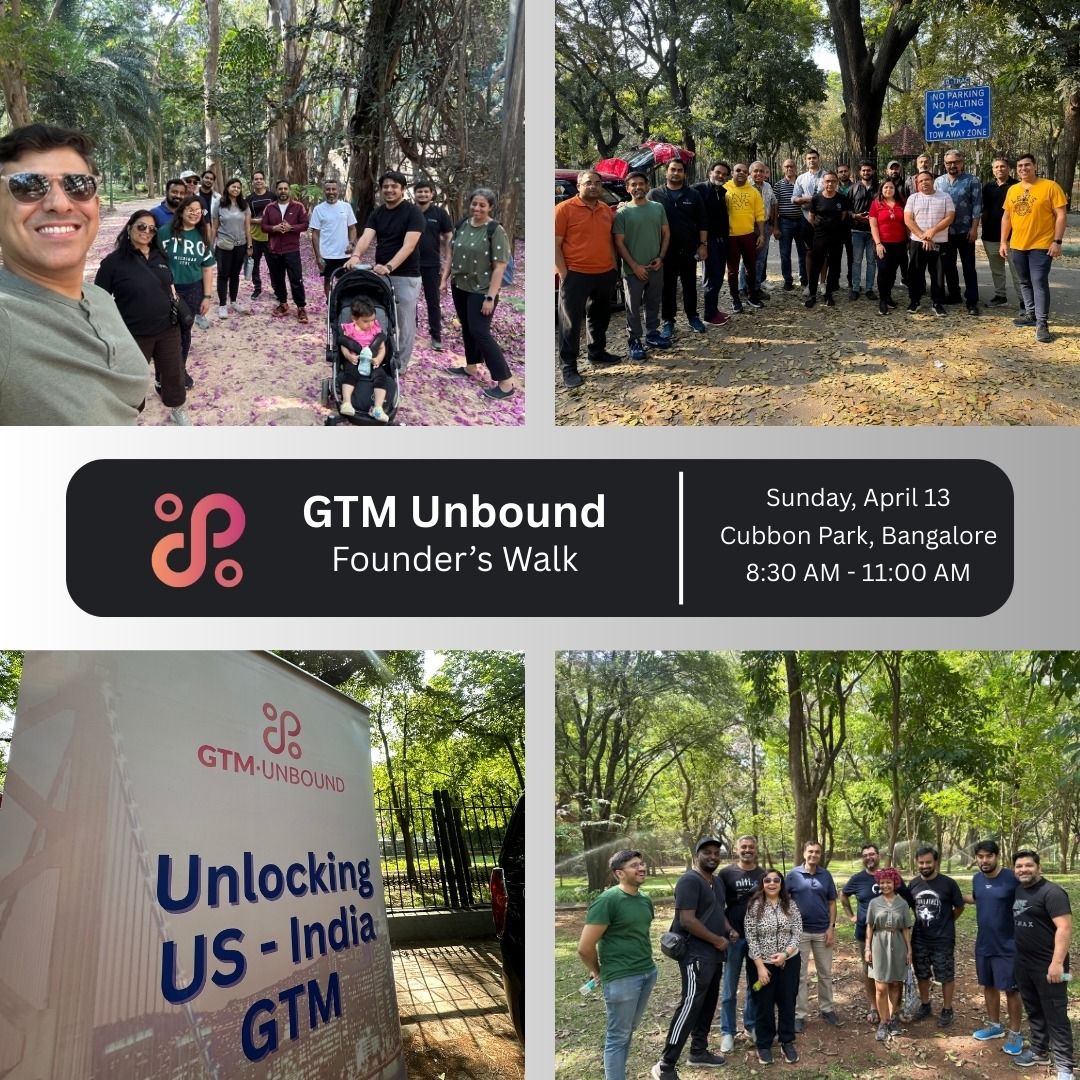 NO PARKING
NO HALTING
TOW AWAY ZONE
GTM Unbound
Founder's Walk
Sunday, April 13
Cubbon Park, Bangalore
8:30 AM - 11:00 AM
GTM·UNBOUND
Unlocking
US - India
GTM
niti.